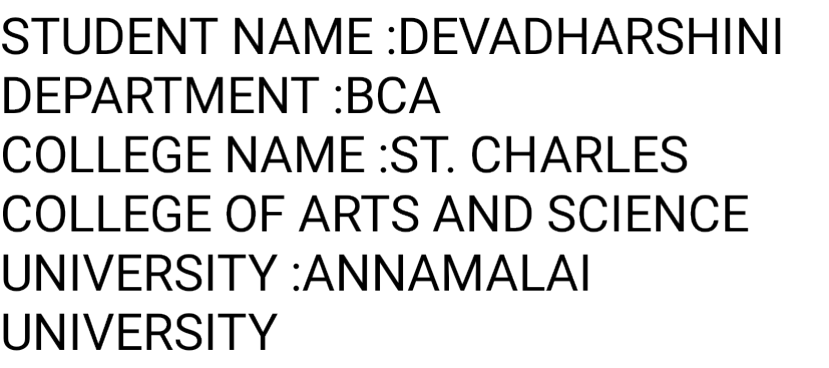 STUDENT NAME :DEVADHARSHINI
DEPARTMENT :BCA
COLLEGE NAME :ST. CHARLES
COLLEGE OF ARTS AND SCIENCE
UNIVERSITY :ANNAMALAI
UNIVERSITY